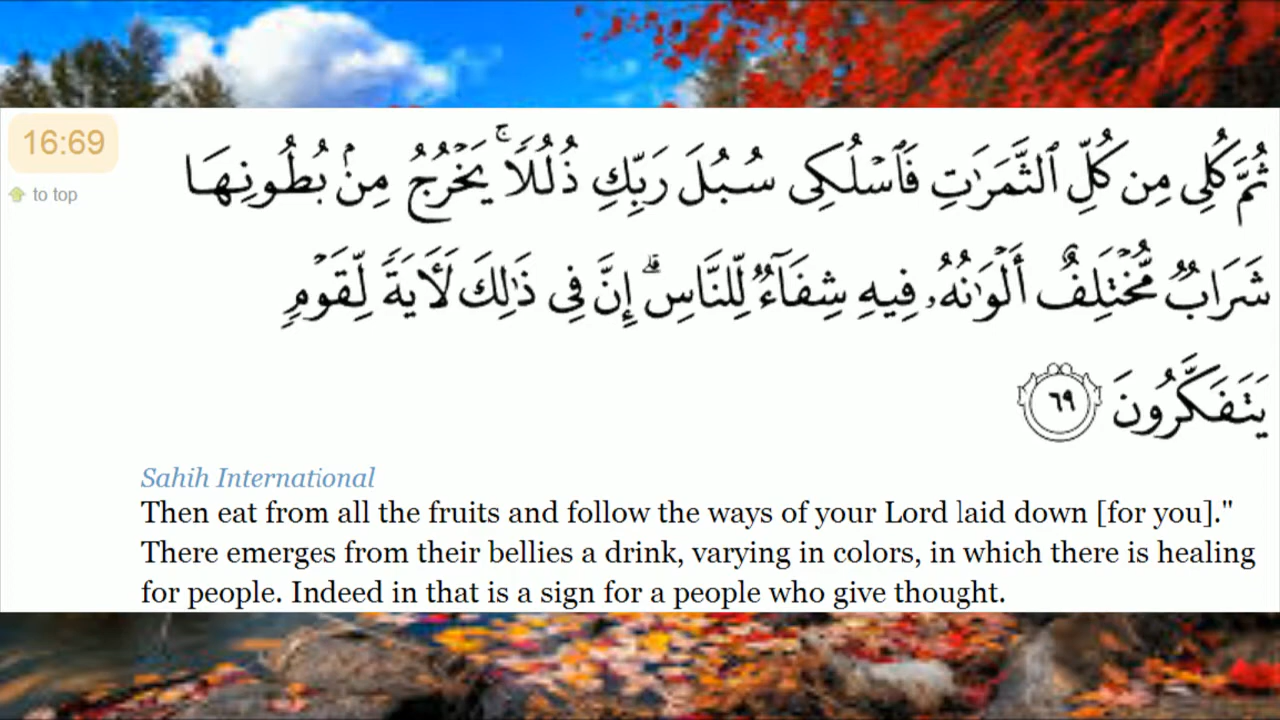 16:69
to top
ثُمَّ كُلِى مِن كُلِّ ٱلثَّمَرَٰتِ فَٱسْلُكِى سُبُلَ رَبِّكِ ذُلُلًا ۚ يَخْرُجُ مِنۢ بُطُونِهَا
شَرَابٌ مُّخْتَلِفٌ أَلْوَٰنُهُۥ فِيهِ شِفَآءٌ لِّلنَّاسِ ۗ إِنَّ فِى ذَٰلِكَ لَـَٔايَةً لِّقَوْمٍ
يَتَفَكَّرُونَ ٦٩
Sahih International
Then eat from all the fruits and follow the ways of your Lord laid down [for you]."
There emerges from their bellies a drink, varying in colors, in which there is healing
for people. Indeed in that is a sign for a people who give thought.